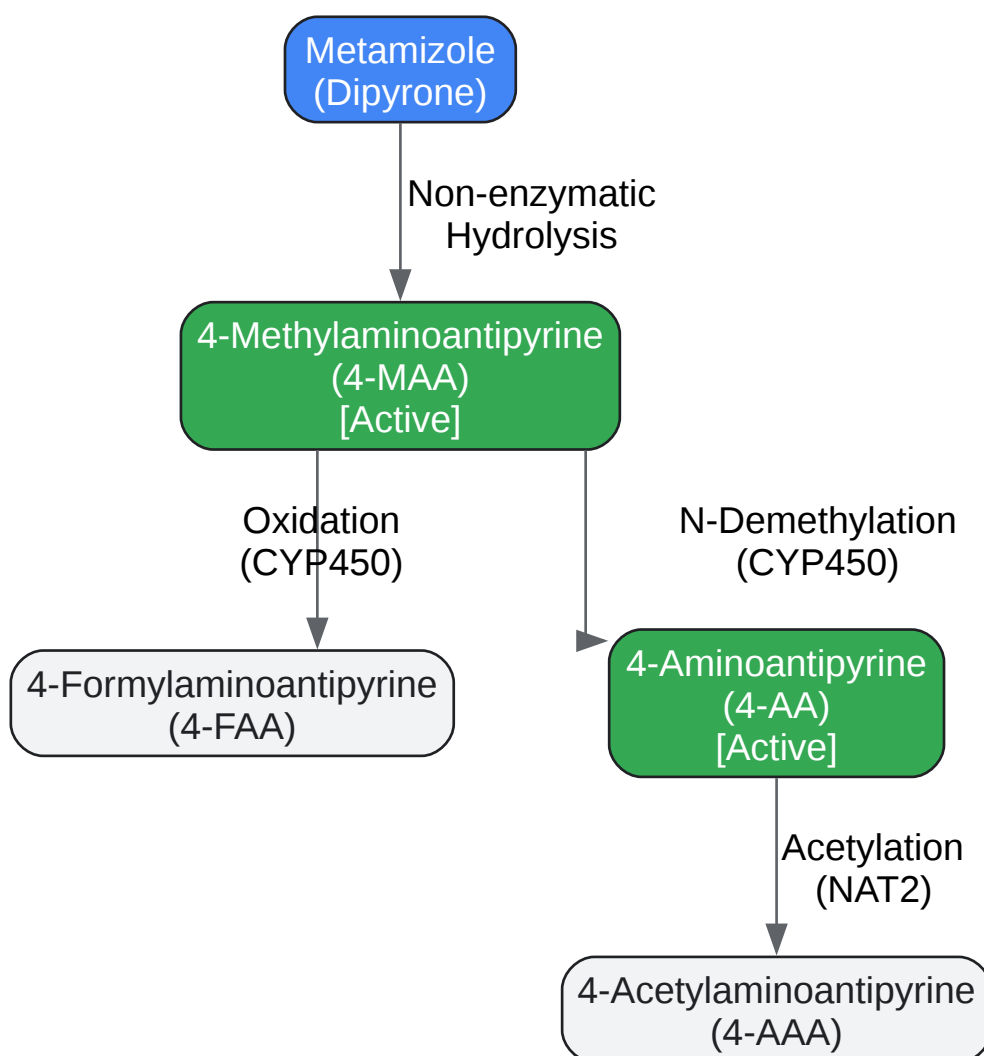 Metamizole
(Dipyrone)
Non-enzymatic
Hydrolysis
4-Methylaminoantipyrine
(4-MAA)
[Active]
Oxidation
(CYP450)
N-Demethylation
(CYP450)
4-Formylaminoantipyrine
(4-FAA)
4-Aminoantipyrine
(4-AA)
[Active]
Acetylation
(NAT2)
4-Acetylaminoantipyrine
(4-AAA)